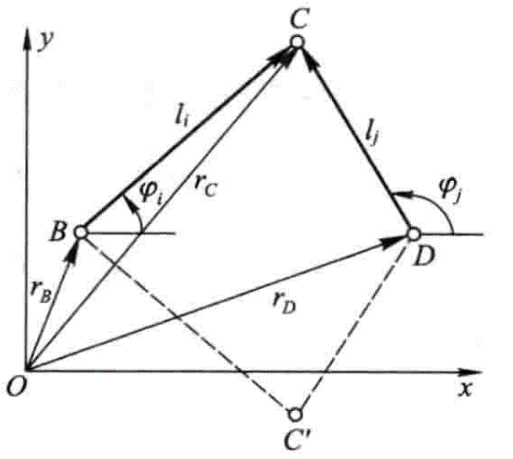 y
C
l_i
l_j
r_C
φ_i
φ_j
B
D
r_B
r_D
O
x
C'